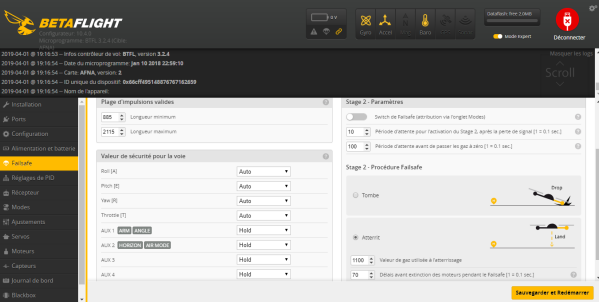 BETAFLIGHT
Configurateur: 10.4.0
Microprogramme: BTFL 3.2.4 (Cible:
AFNA)
0 V
Gyro
Accel
Mag
Baro
GPS
Sonar
Dataflash: free 2.0MB
Mode Expert
Déconnecter
2019-04-01 @ 19:16:53 -- Infos contrôleur de vol: BTFL, version 3.2.4
2019-04-01 @ 19:16:54 -- Date du microprogramme: jan 10 2018 22:59:10
2019-04-01 @ 19:16:54 -- Carte: AFNA, version: 2
2019-04-01 @ 19:16:54 -- ID unique du dispositif:
2019-04-01 @ 19:16:54 -- Nom de l'appareil:
Masquer les logs
Scroll
Installation
Ports
Configuration
Alimentation et batterie
Failsafe
Réglages de PID
Récepteur
Modes
Ajustements
Servos
Moteurs
Capteurs
Journal de bord
Blackbox
Plage d'impulsions valides
885 Longueur minimum
2115 Longueur maximum
Valeur de sécurité pour la voie
Roll [A] Auto
Pitch [E] Auto
Yaw [R] Auto
Throttle [T] Auto
AUX 1 ARM ANGLE Hold
AUX 2 HORIZON AIR MODE Hold
AUX 3 Hold
AUX 4 Hold
Stage 2 - Paramètres
Switch de Failsafe (attribution via l'onglet Modes)
10 Période d'attente pour l'activation du Stage 2, après la perte de signal [1 = 0.1 sec.]
100 Période d'attente avant de passer les gaz à zéro [1 = 0.1 sec.]
Stage 2 - Procédure Failsafe
Tombe
Drop
Atterrit
Land
1100 Valeur de gaz utilisée à l'atterrissage
70 Délais avant extinction des moteurs pendant le Failsafe [1 = 0.1 sec.]
Sauvegarder et Redémarrer